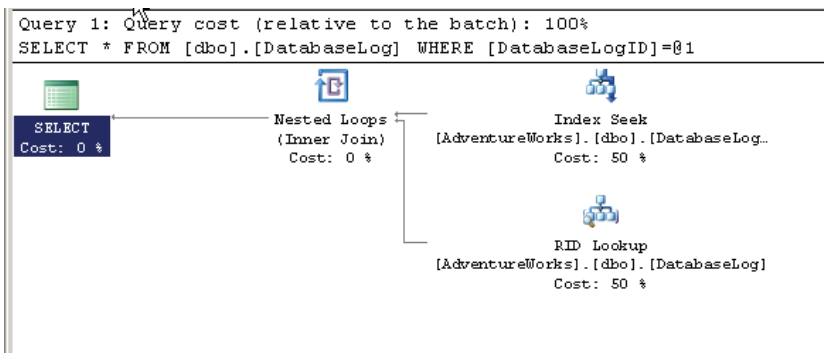 Query 1: Query cost (relative to the batch): 100%
SELECT * FROM [dbo].[DatabaseLog] WHERE [DatabaseLogID]=@1
SELECT
Cost: 0 %
Nested Loops
(Inner Join)
Cost: 0 %
Index Seek
[AdventureWorks].[dbo].[DatabaseLog…
Cost: 50 %
RID Lookup
[AdventureWorks].[dbo].[DatabaseLog]
Cost: 50 %